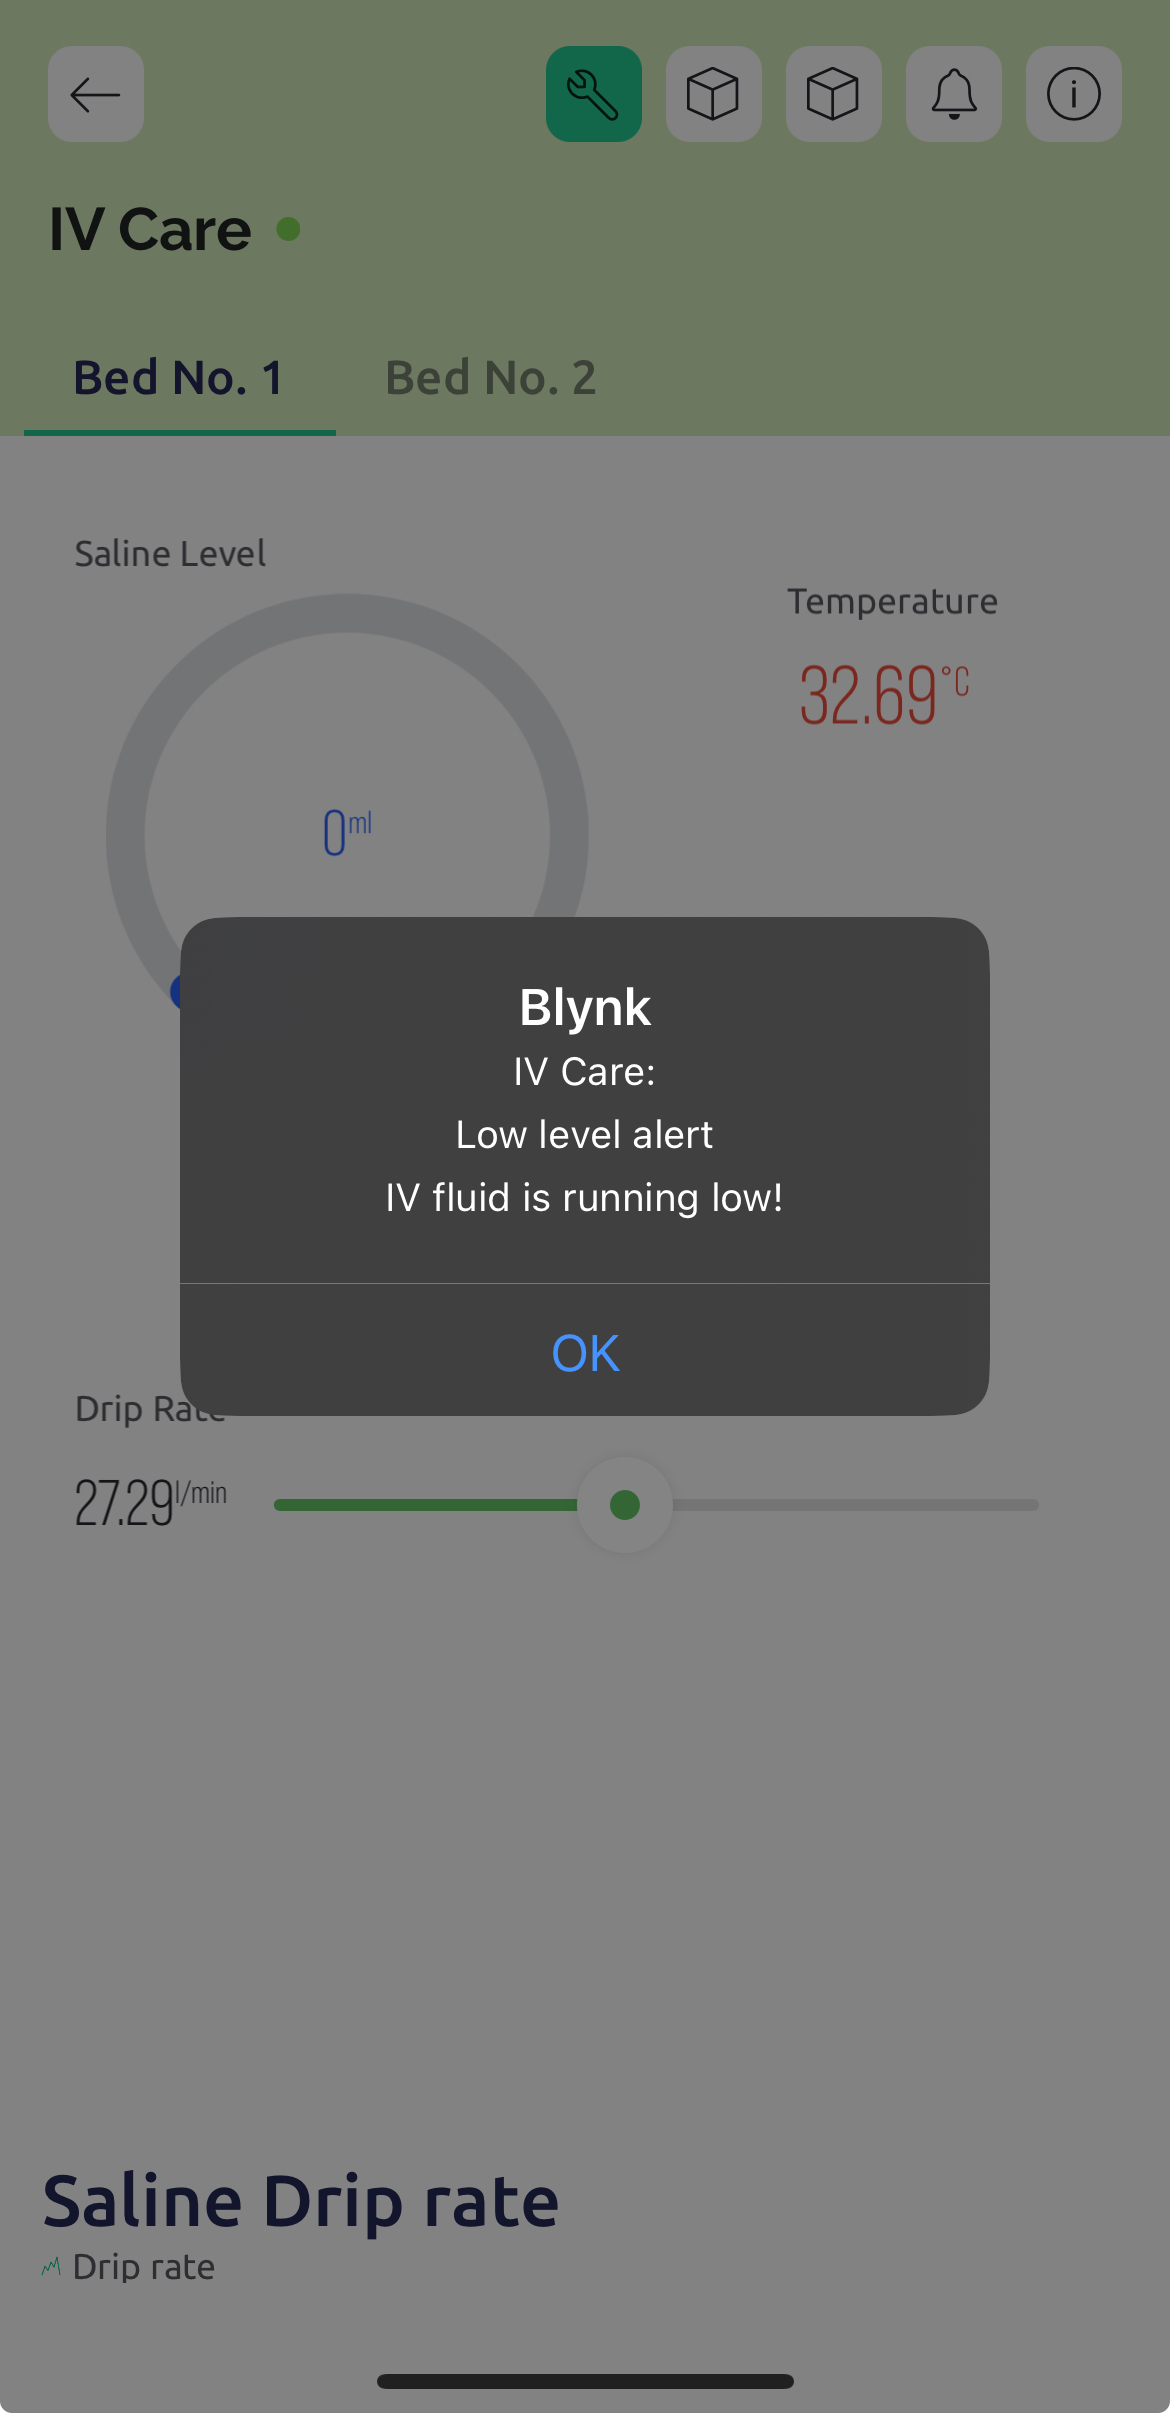 IV Care
Bed No. 1
Bed No. 2
Saline Level
Temperature
32.69°C
0ml
Blynk
IV Care:
Low level alert
IV fluid is running low!
OK
Drip Rate
27.29l/min
Saline Drip rate
Drip rate